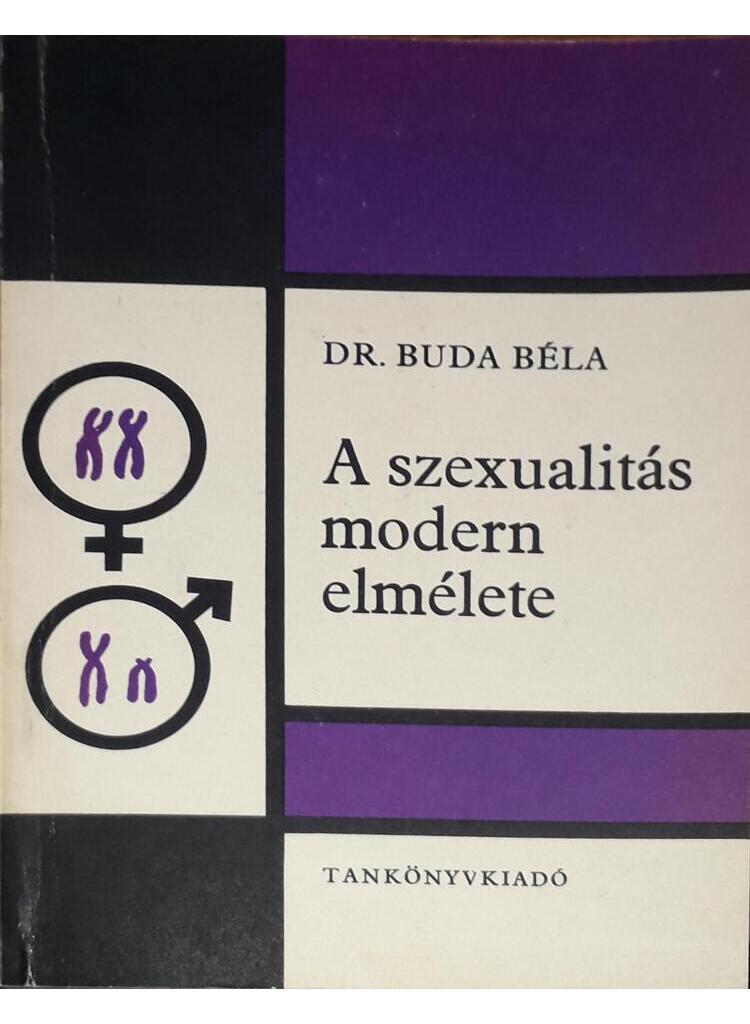 DR. BUDA BÉLA
A szexualitás
modern
elmélete
TANKÖNYVKIADÓ